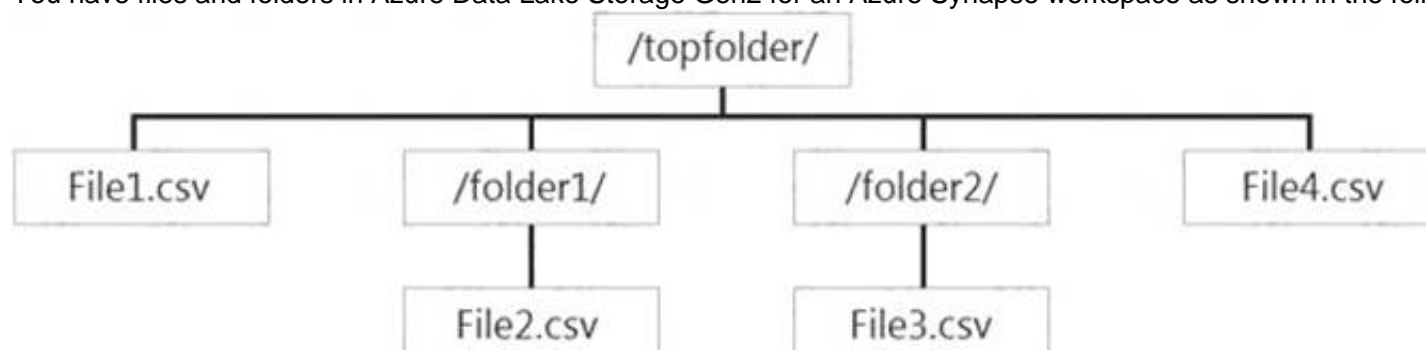 You have files and folders in Azure Data Lake Storage Gen2 for an Azure Synapse workspace as shown in the
/topfolder/
File1.csv
/folder1/
/folder2/
File4.csv
File2.csv
File3.csv